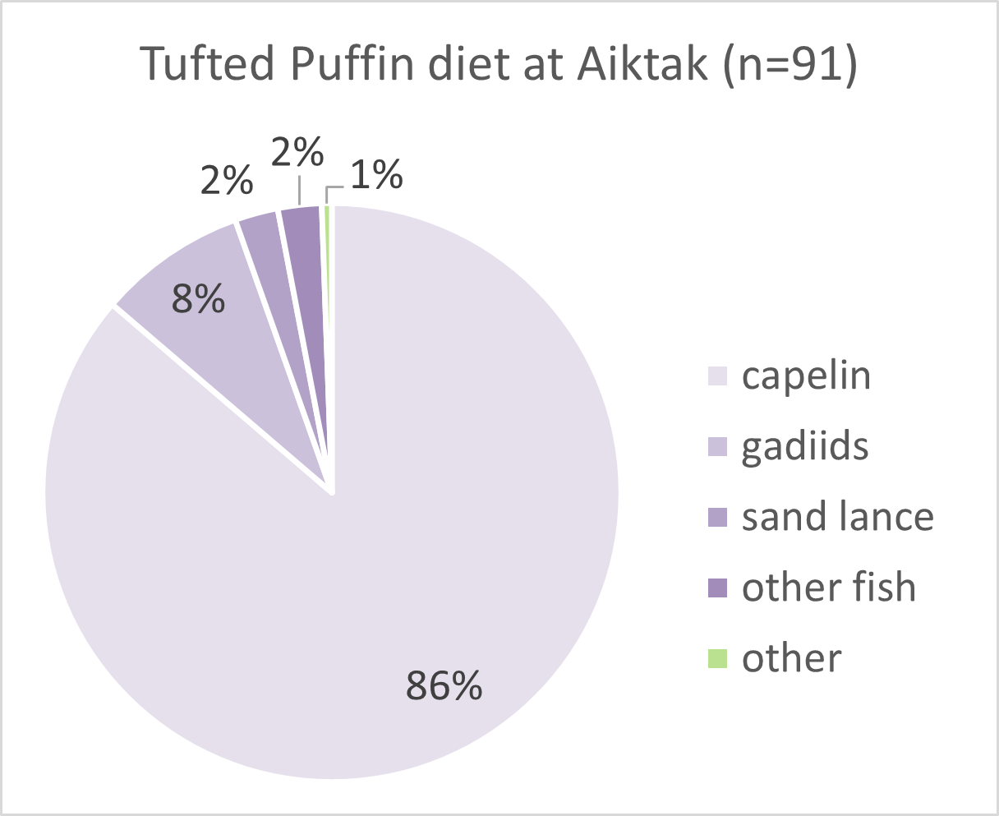 Tufted Puffin diet at Aiktak (n=91)
2%
2%
1%
8%
86%
capelin
gadiids
sand lance
other fish
other